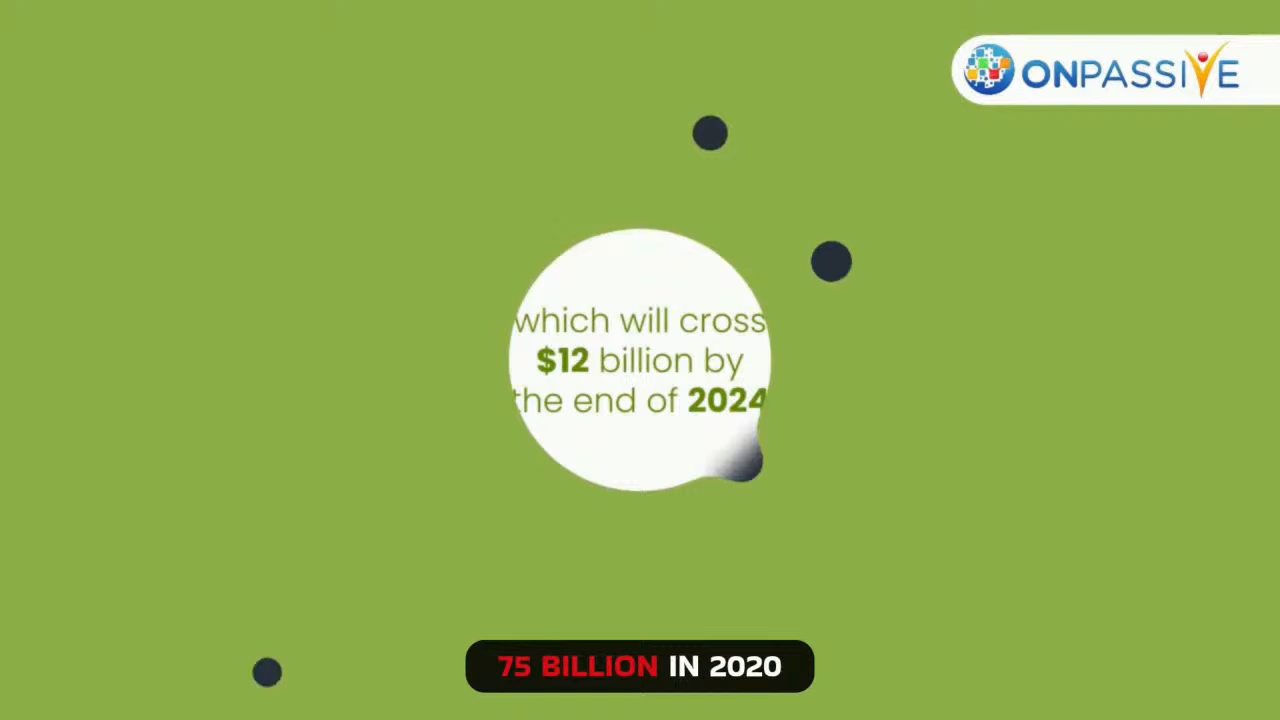 ONPASSIVE
which will cross
$12 billion by
the end of 2024
75 BILLION IN 2020